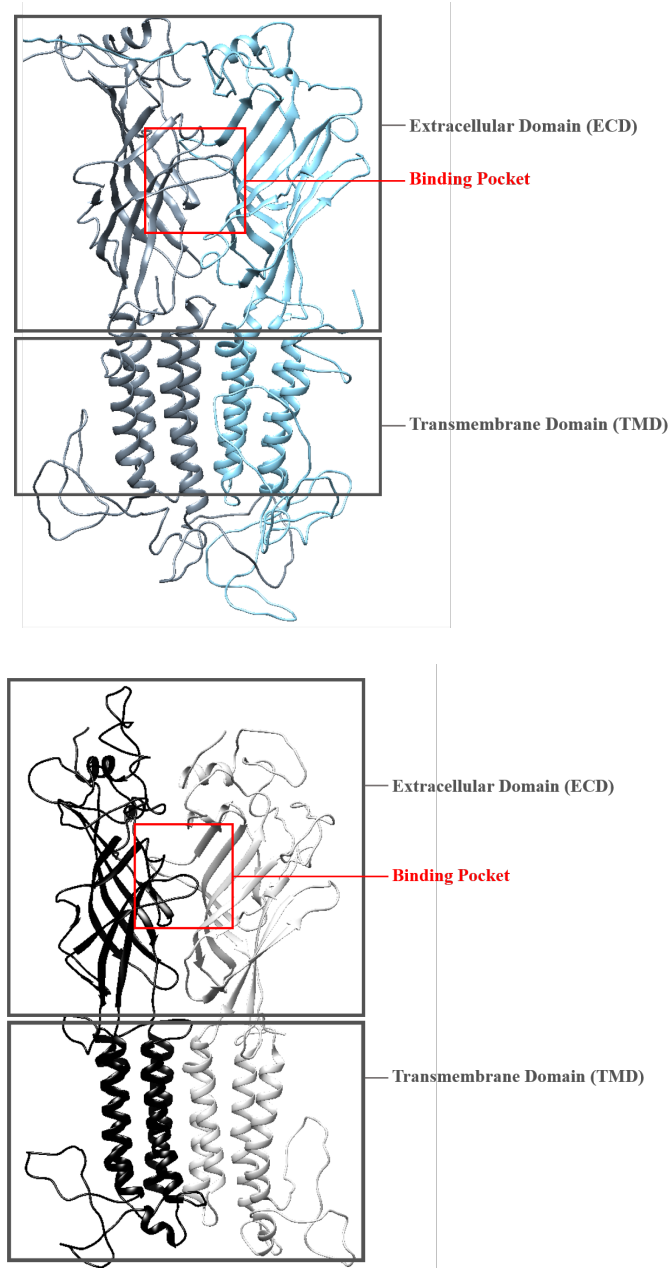 Extracellular Domain (ECD)
Binding Pocket
Transmembrane Domain (TMD)
Extracellular Domain (ECD)
Binding Pocket
Transmembrane Domain (TMD)